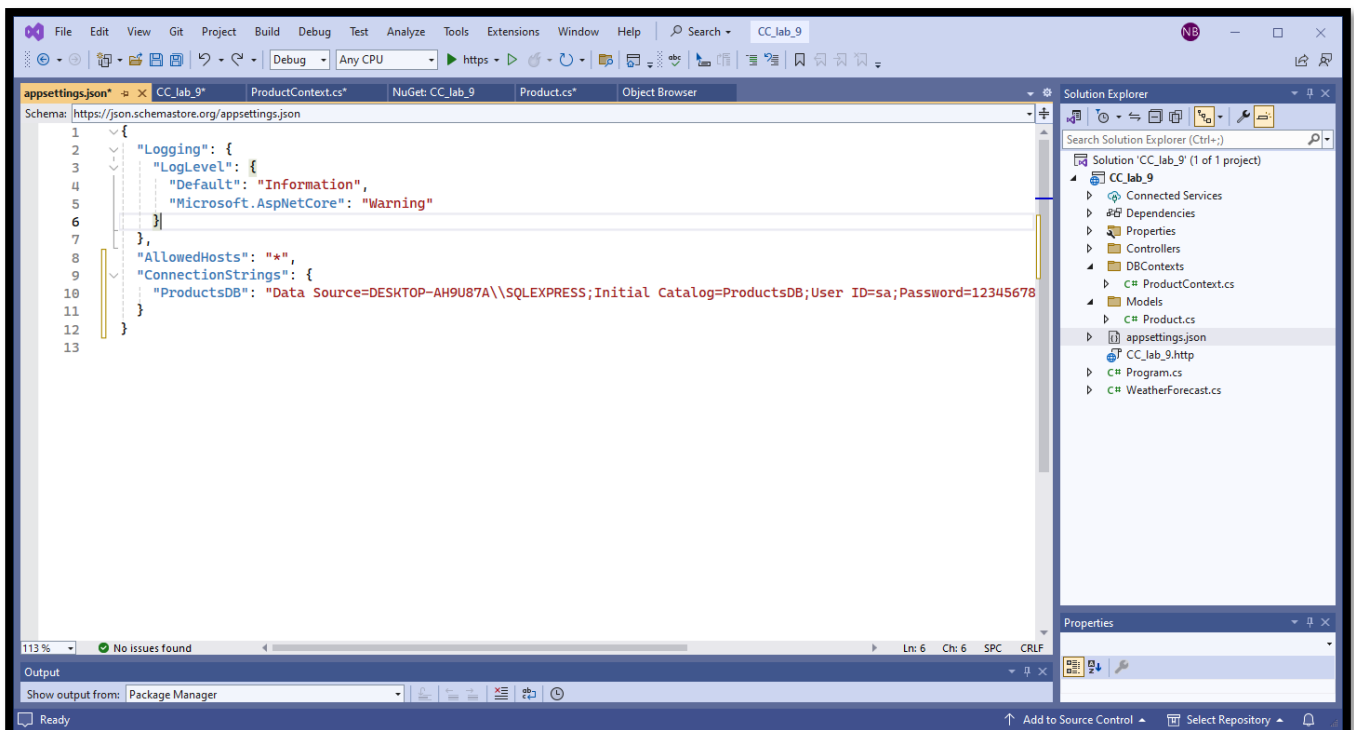 File Edit View Git Project Build Debug Test Analyze Tools Extensions Window Help Search CC_lab_9 NB
Debug Any CPU https
appsettings.json* CC_lab_9* ProductContext.cs* NuGet: CC_lab_9 Product.cs* Object Browser
Schema: https://json.schemastore.org/appsettings.json
1 {
2 "Logging": {
3 "LogLevel": {
4 "Default": "Information",
5 "Microsoft.AspNetCore": "Warning"
6 }
7 },
8 "AllowedHosts": "*",
9 "ConnectionStrings": {
10 "ProductsDB": "Data Source=DESKTOP-AH9U87A\\SQLEXPRESS;Initial Catalog=ProductsDB;User ID=sa;Password=12345678
11 }
12 }
13
113 % No issues found Ln: 6 Ch: 6 SPC CRLF
Output
Show output from: Package Manager
Solution Explorer
Search Solution Explorer (Ctrl+;)
Solution 'CC_lab_9' (1 of 1 project)
CC_lab_9
Connected Services
Dependencies
Properties
Controllers
DBContexts
C# ProductContext.cs
Models
C# Product.cs
appsettings.json
CC_lab_9.http
C# Program.cs
C# WeatherForecast.cs
Properties
Ready Add to Source Control Select Repository